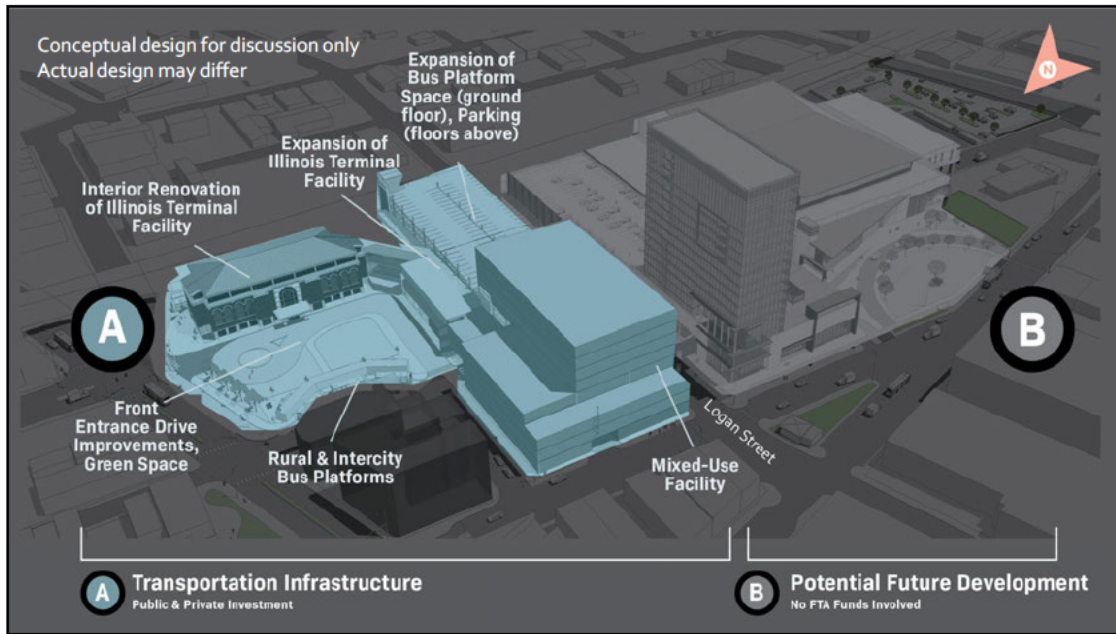 Conceptual design for discussion only
Actual design may differ
Expansion of
Bus Platform
Space (ground
floor), Parking
(floors above)
N
Expansion of
Illinois Terminal
Facility
Interior Renovation
of Illinois Terminal
Facility
A
B
Front
Entrance Drive
Improvements,
Green Space
Rural & Intercity
Bus Platforms
Logan Street
Mixed-Use
Facility
A Transportation Infrastructure
Public & Private Investment
B Potential Future Development
No FTA Funds Involved